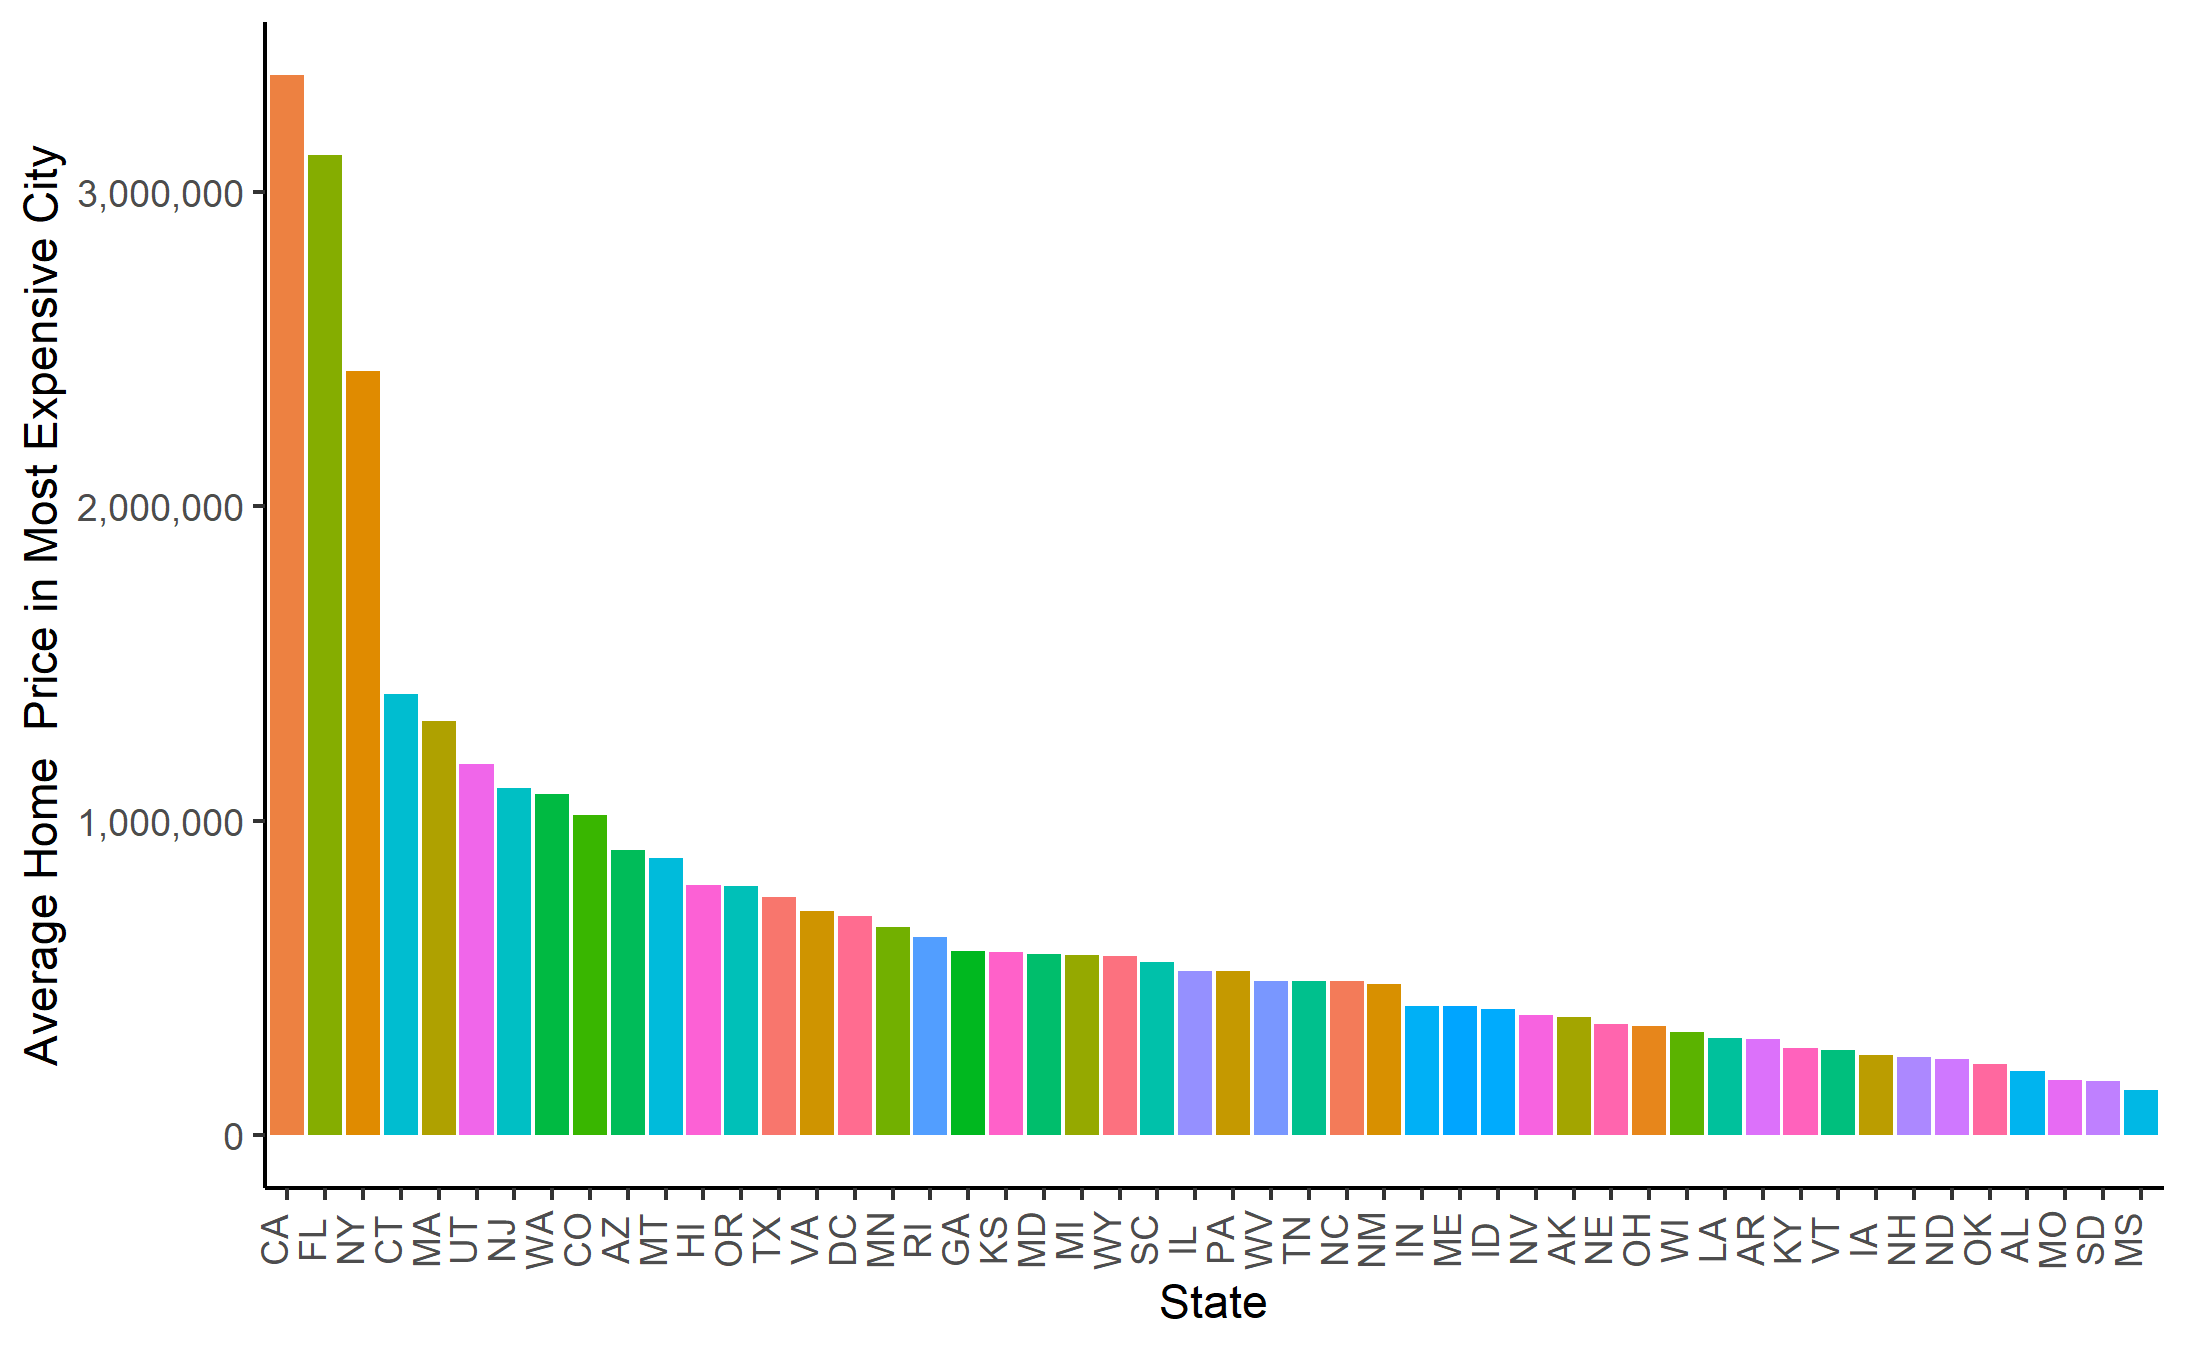 Average Home  Price in Most Expensive City
3,000,000
2,000,000
1,000,000
0
CA
FL
NY
CT
MA
UT
NJ
WA
CO
AZ
MT
HI
OR
TX
VA
DC
MN
RI
GA
KS
MD
MI
WY
SC
IL
PA
WV
TN
NC
NM
IN
ME
ID
NV
AK
NE
OH
WI
LA
AR
KY
VT
IA
NH
ND
OK
AL
MO
SD
MS
State